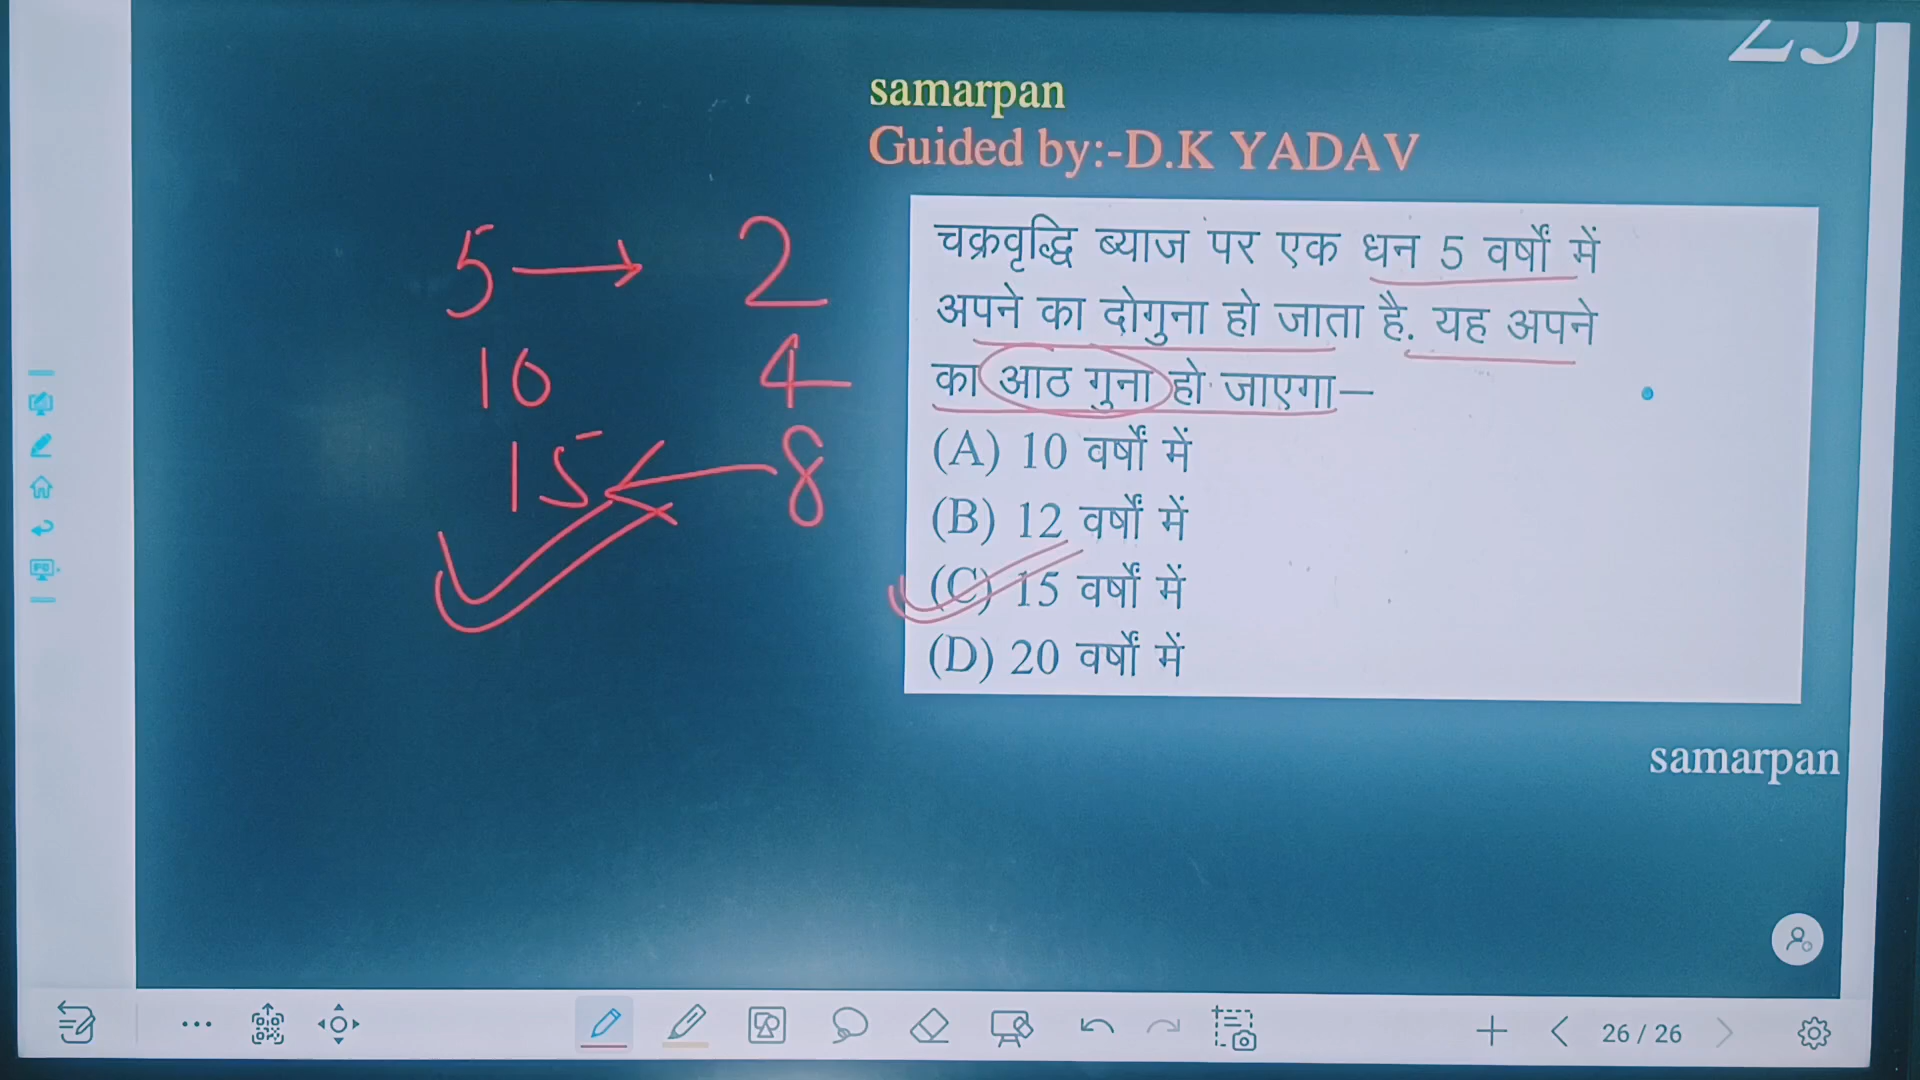 25
samarpan
Guided by:-D.K YADAV
5 → 2
10 4
15 ← 8
चक्रवृद्धि ब्याज पर एक धन 5 वर्षों में
अपने का दोगुना हो जाता है. यह अपने
का आठ गुना हो जाएगा–
(A) 10 वर्षों में
(B) 12 वर्षों में
(C) 15 वर्षों में
(D) 20 वर्षों में
samarpan
26 / 26